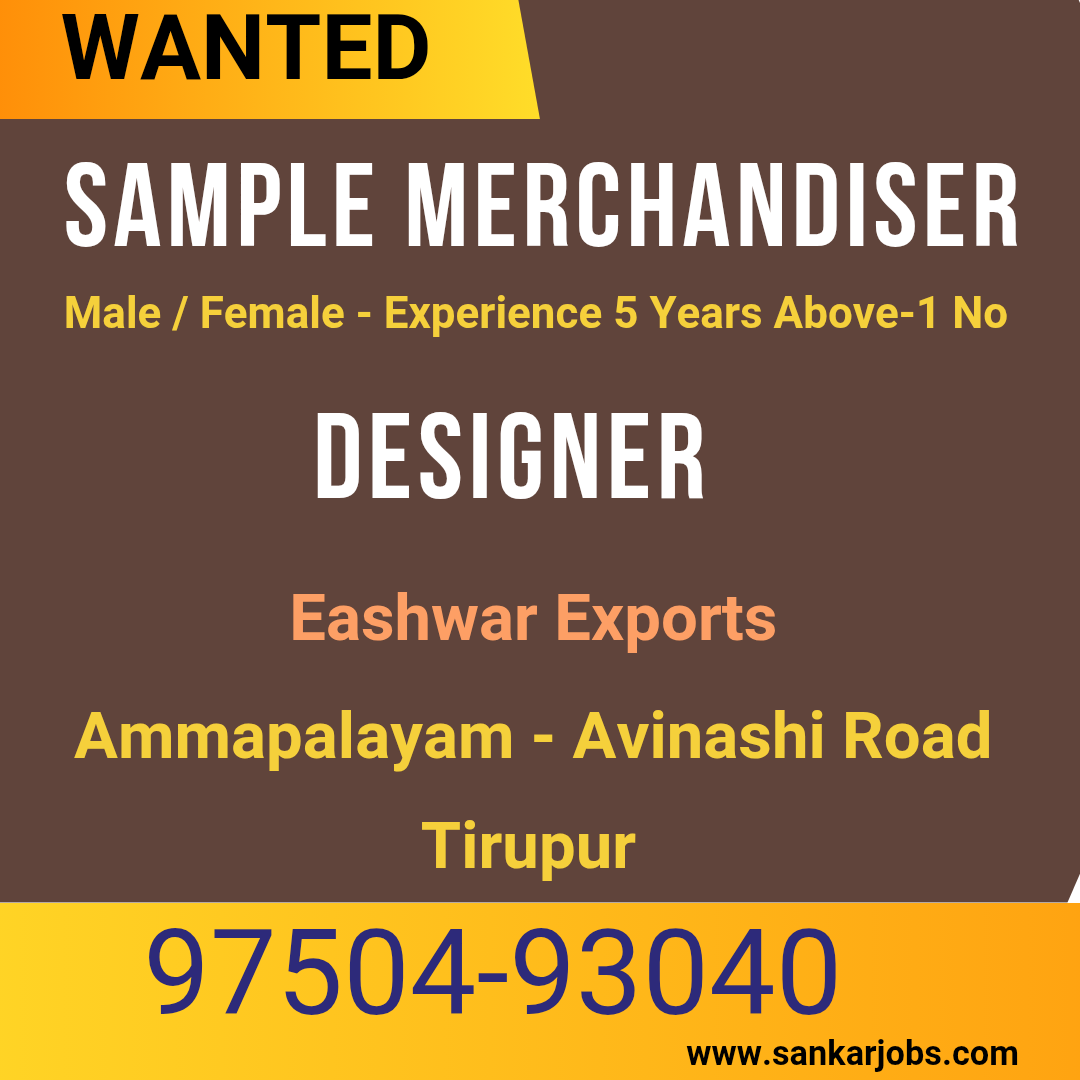 WANTED
SAMPLE MERCHANDISER
Male / Female - Experience 5 Years Above-1 No
DESIGNER
Eashwar Exports
Ammapalayam - Avinashi Road
Tirupur
97504-93040
www.sankarjobs.com